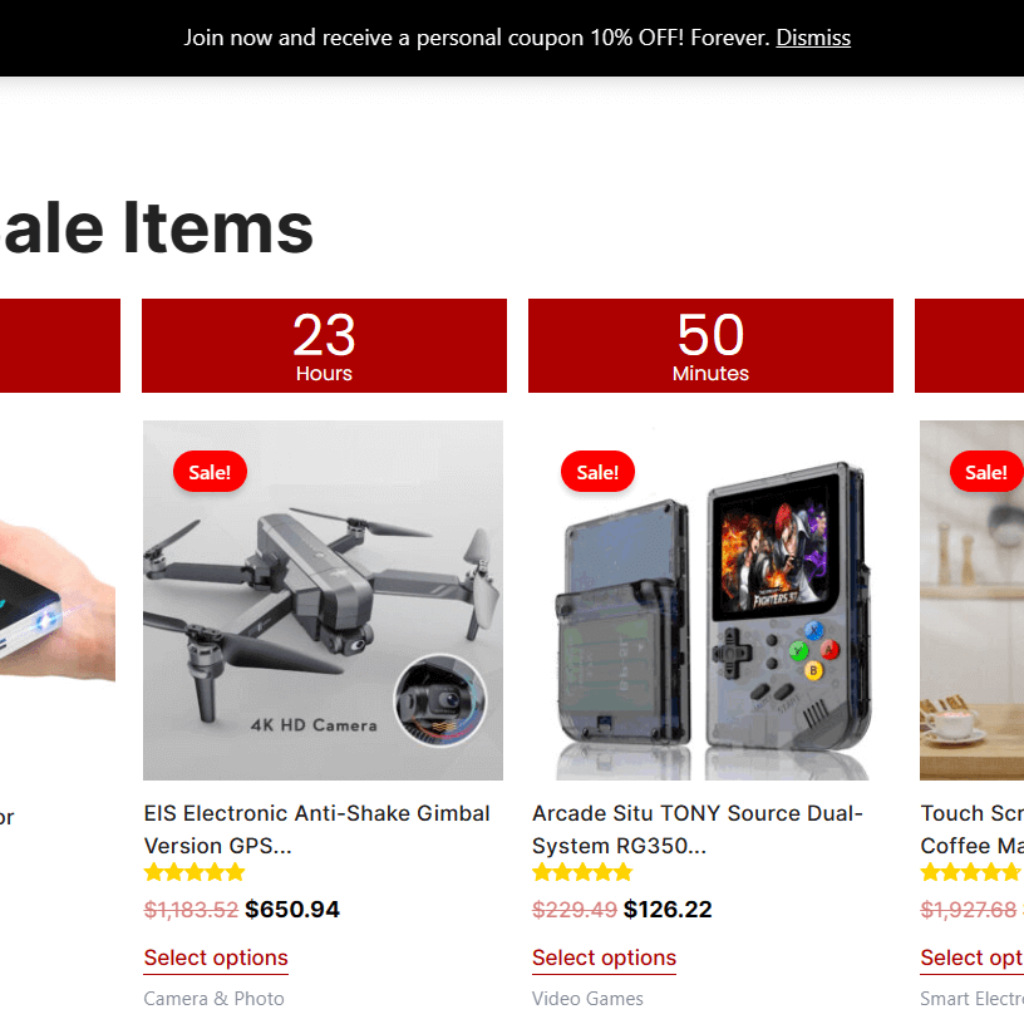 Join now and receive a personal coupon 10% OFF! Forever. Dismiss
ale Items
23
Hours
50
Minutes
Sale!
Sale!
Sale!
4K HD Camera
FIGHTERS 97
X
Y
A
B
START
or
EIS Electronic Anti-Shake Gimbal
Version GPS...
$1,183.52 $650.94
Select options
Camera & Photo
Arcade Situ TONY Source Dual-
System RG350...
$229.49 $126.22
Select options
Video Games
Touch Scr
Coffee Ma
$1,927.68
Select opt
Smart Electr